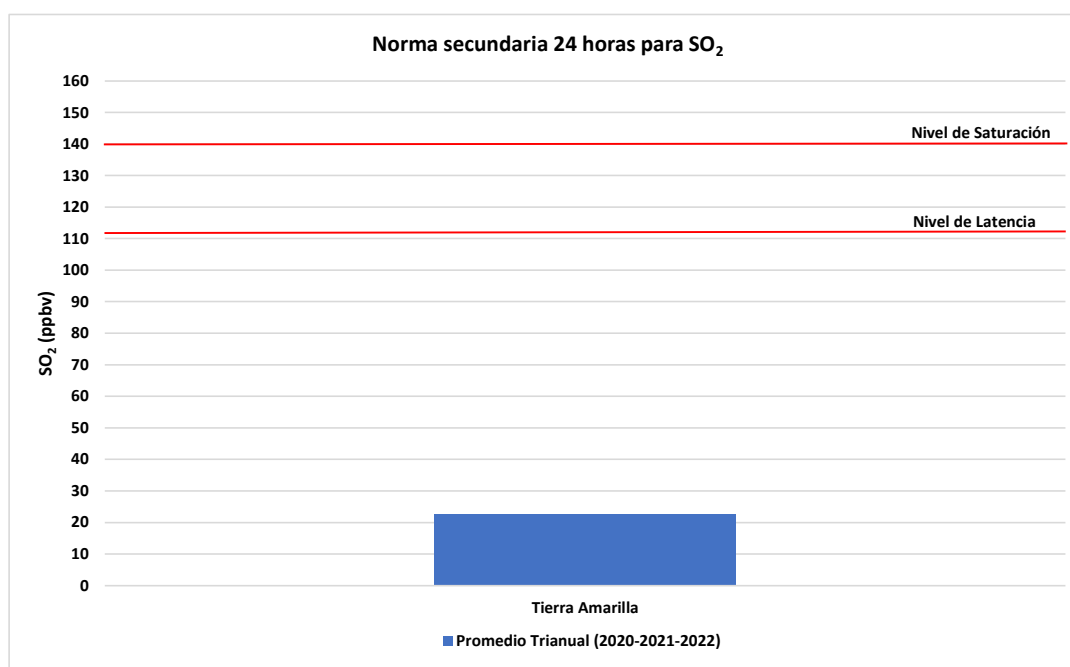 Norma secundaria 24 horas para SO₂
160
150
Nivel de Saturación
140
130
120
Nivel de Latencia
110
100
90
80
70
60
50
40
30
20
10
0
SO₂ (ppbv)
Tierra Amarilla
Promedio Trianual (2020-2021-2022)